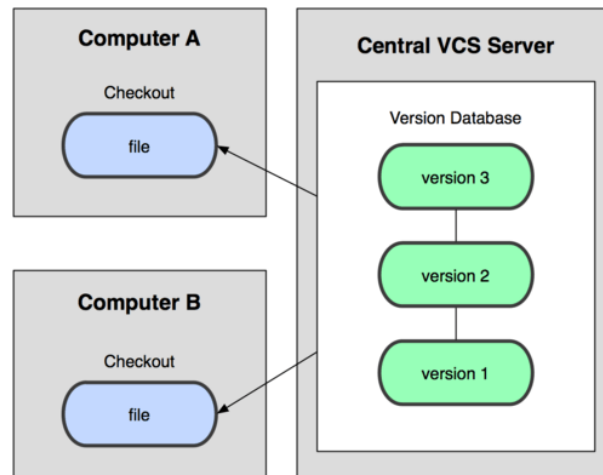 Computer A
Checkout
file
Computer B
Checkout
file
Central VCS Server
Version Database
version 3
version 2
version 1